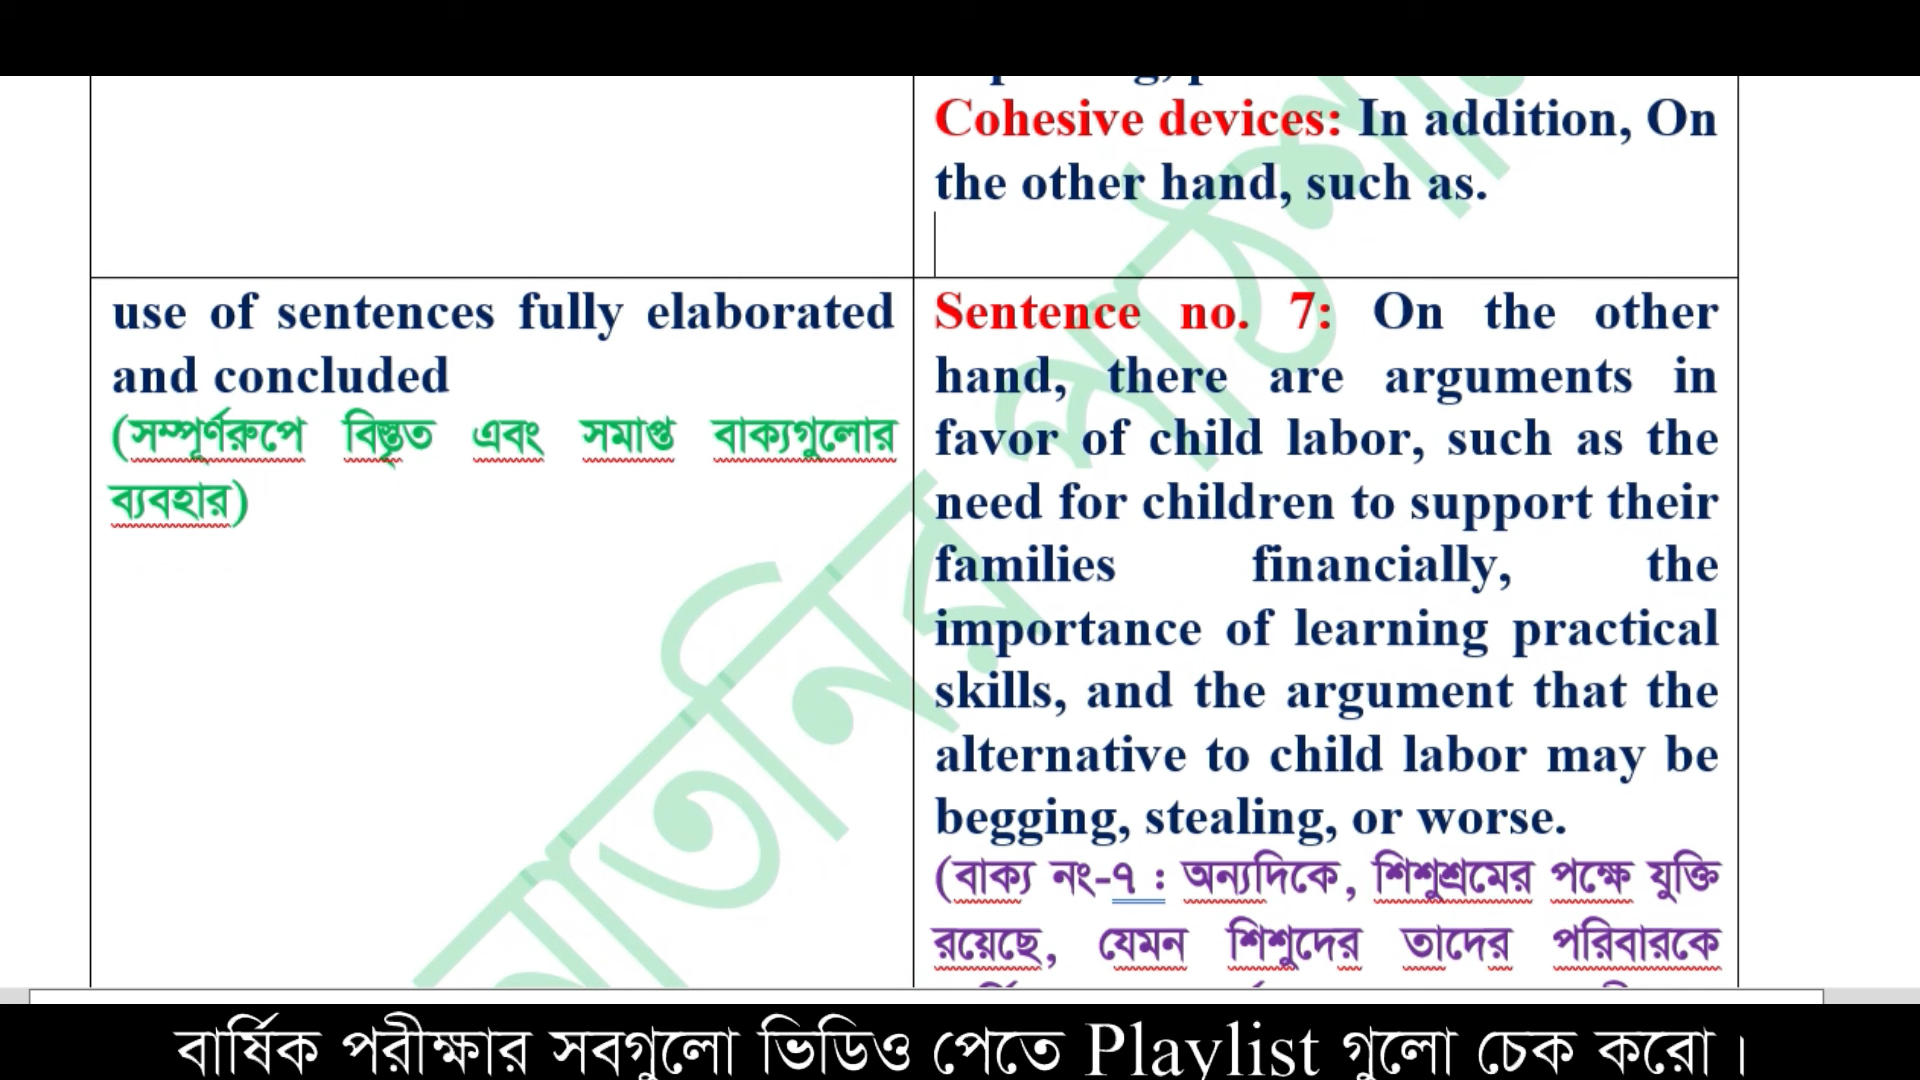 Cohesive devices: In addition, On
the other hand, such as.
use of sentences fully elaborated
and concluded
(সম্পূর্ণরুপে বিস্তৃত এবং সমাপ্ত বাক্যগুলোর
ব্যবহার)
Sentence no. 7: On the other
hand, there are arguments in
favor of child labor, such as the
need for children to support their
families financially, the
importance of learning practical
skills, and the argument that the
alternative to child labor may be
begging, stealing, or worse.
(বাক্য নং-৭ : অন্যদিকে, শিশুশ্রমের পক্ষে যুক্তি
রয়েছে, যেমন শিশুদের তাদের পরিবারকে
বার্ষিক পরীক্ষার সবগুলো ভিডিও পেতে Playlist গুলো চেক করো।